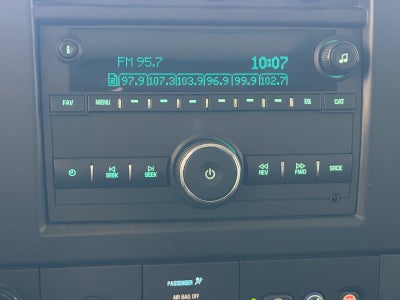 FM 95.7 10:07
97.9 107.3 103.9 96.9 99.9 102.7
FAV MENU EQ CAT
SEEK SEEK REV FWD SRCE
PASSENGER
AIR BAG OFF